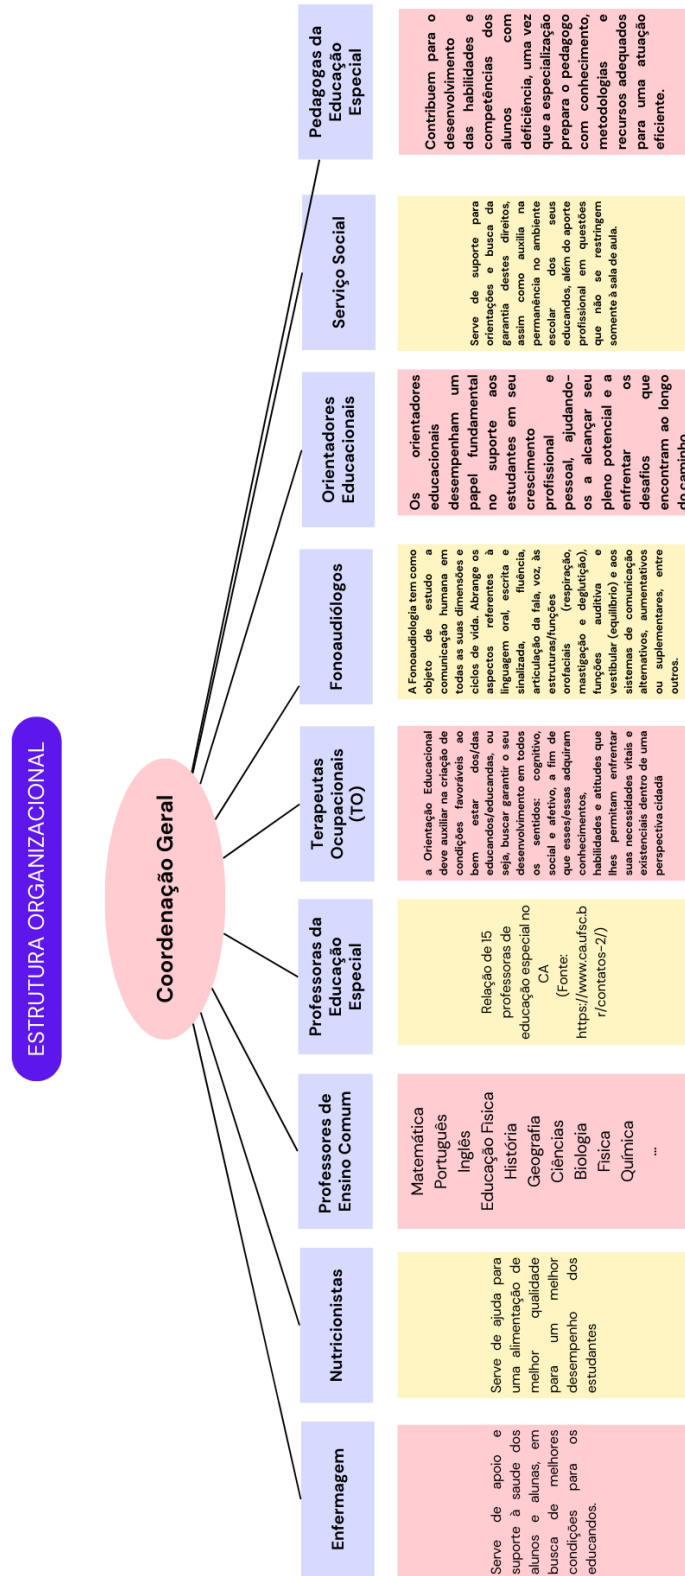 ESTRUTURA ORGANIZACIONAL
Coordenação Geral
Enfermagem
Serve de apoio e
suporte à saude dos
alunos e alunas, em
busca de melhores
condições para os
educandos.
Nutricionistas
Serve de ajuda para
uma alimentação de
melhor qualidade
para um melhor
desempenho dos
estudantes
Professores de
Ensino Comum
Matemática
Português
Inglês
Educação Fisica
História
Geografia
Ciências
Biologia
Fisica
Química
...
Professoras da
Educação
Especial
Relação de 15
professoras de
educação especial no
CA
(Fonte:
https://www.ca.ufsc.b
r/contatos-2/)
Terapeutas
Ocupacionais
(TO)
a Orientação Educacional
deve auxiliar na criação de
condições favoráveis ao
bem estar dos/das
educandos/educandas, ou
seja, buscar garantir o seu
desenvolvimento em todos
os sentidos: cognitivo,
social e afetivo, a fim de
que esses/essas adquiram
conhecimentos,
habilidades e atitudes que
lhes permitam enfrentar
suas necessidades vitais e
existenciais dentro de uma
perspectiva cidadã
Fonoaudiólogos
A Fonoaudiologia tem como
objeto de estudo a
comunicação humana em
todas as suas dimensões e
ciclos de vida. Abrange os
aspectos referentes à
linguagem oral, escrita e
sinalizada, fluência,
articulação da fala, voz, às
estruturas/funções
orofaciais (respiração,
mastigação e deglutição),
funções auditiva e
vestibular (equilíbrio) e aos
sistemas de comunicação
alternativos, aumentativos
ou suplementares, entre
outros.
Orientadores
Educacionais
Os orientadores
educacionais
desempenham um
papel fundamental
no suporte aos
estudantes em seu
crescimento
profissional e
pessoal, ajudando-
os a alcançar seu
pleno potencial e a
enfrentar os
desafios que
encontram ao longo
do caminho
Serviço Social
Serve de suporte para
orientações e busca da
garantia destes direitos,
assim como auxilia na
permanência no ambiente
escolar dos seus
educandos, além do aporte
profissional em questões
que não se restringem
somente à sala de aula.
Pedagogas da
Educação
Especial
Contribuem para o
desenvolvimento
das habilidades e
competências dos
alunos com
deficiência, uma vez
que a especialização
prepara o pedagogo
com conhecimento,
metodologias e
recursos adequados
para uma atuação
eficiente.